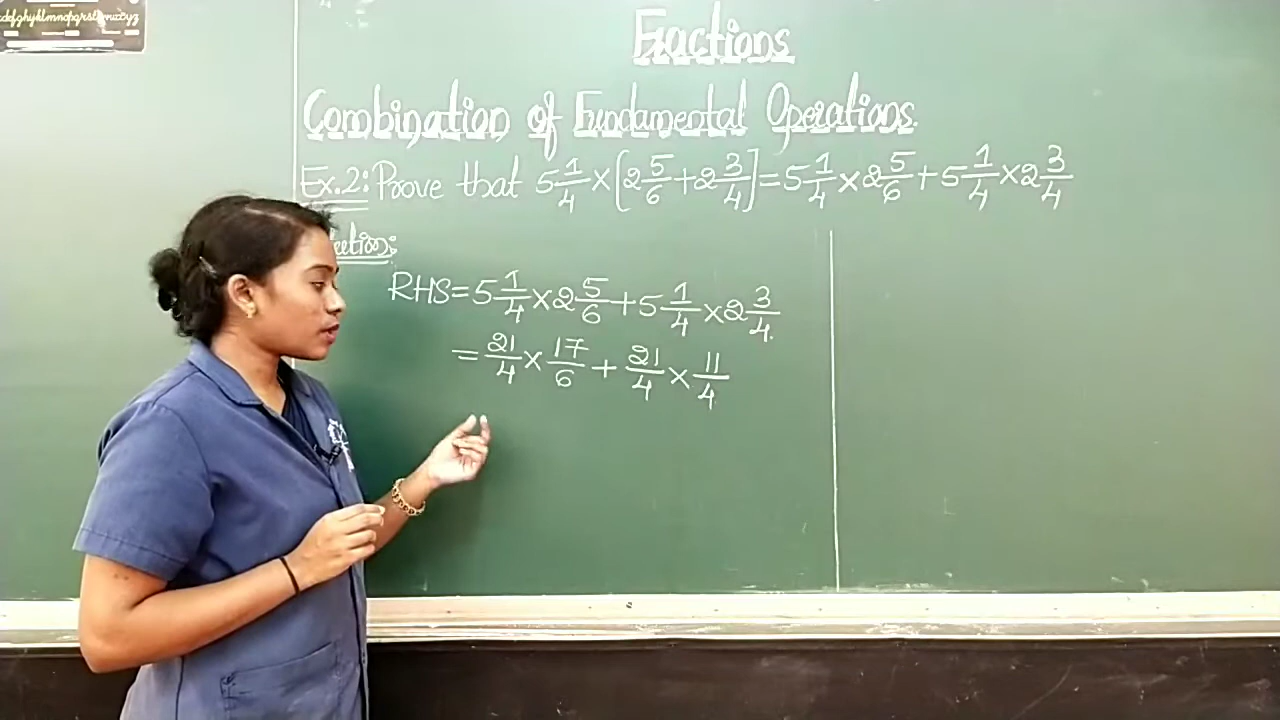 Fractions
Combination of Fundamental Operations.
Ex.2: Prove that 5 1/4 × [2 5/6 + 2 3/4] = 5 1/4 × 2 5/6 + 5 1/4 × 2 3/4
RHS = 5 1/4 × 2 5/6 + 5 1/4 × 2 3/4
= 21/4 × 17/6 + 21/4 × 11/4